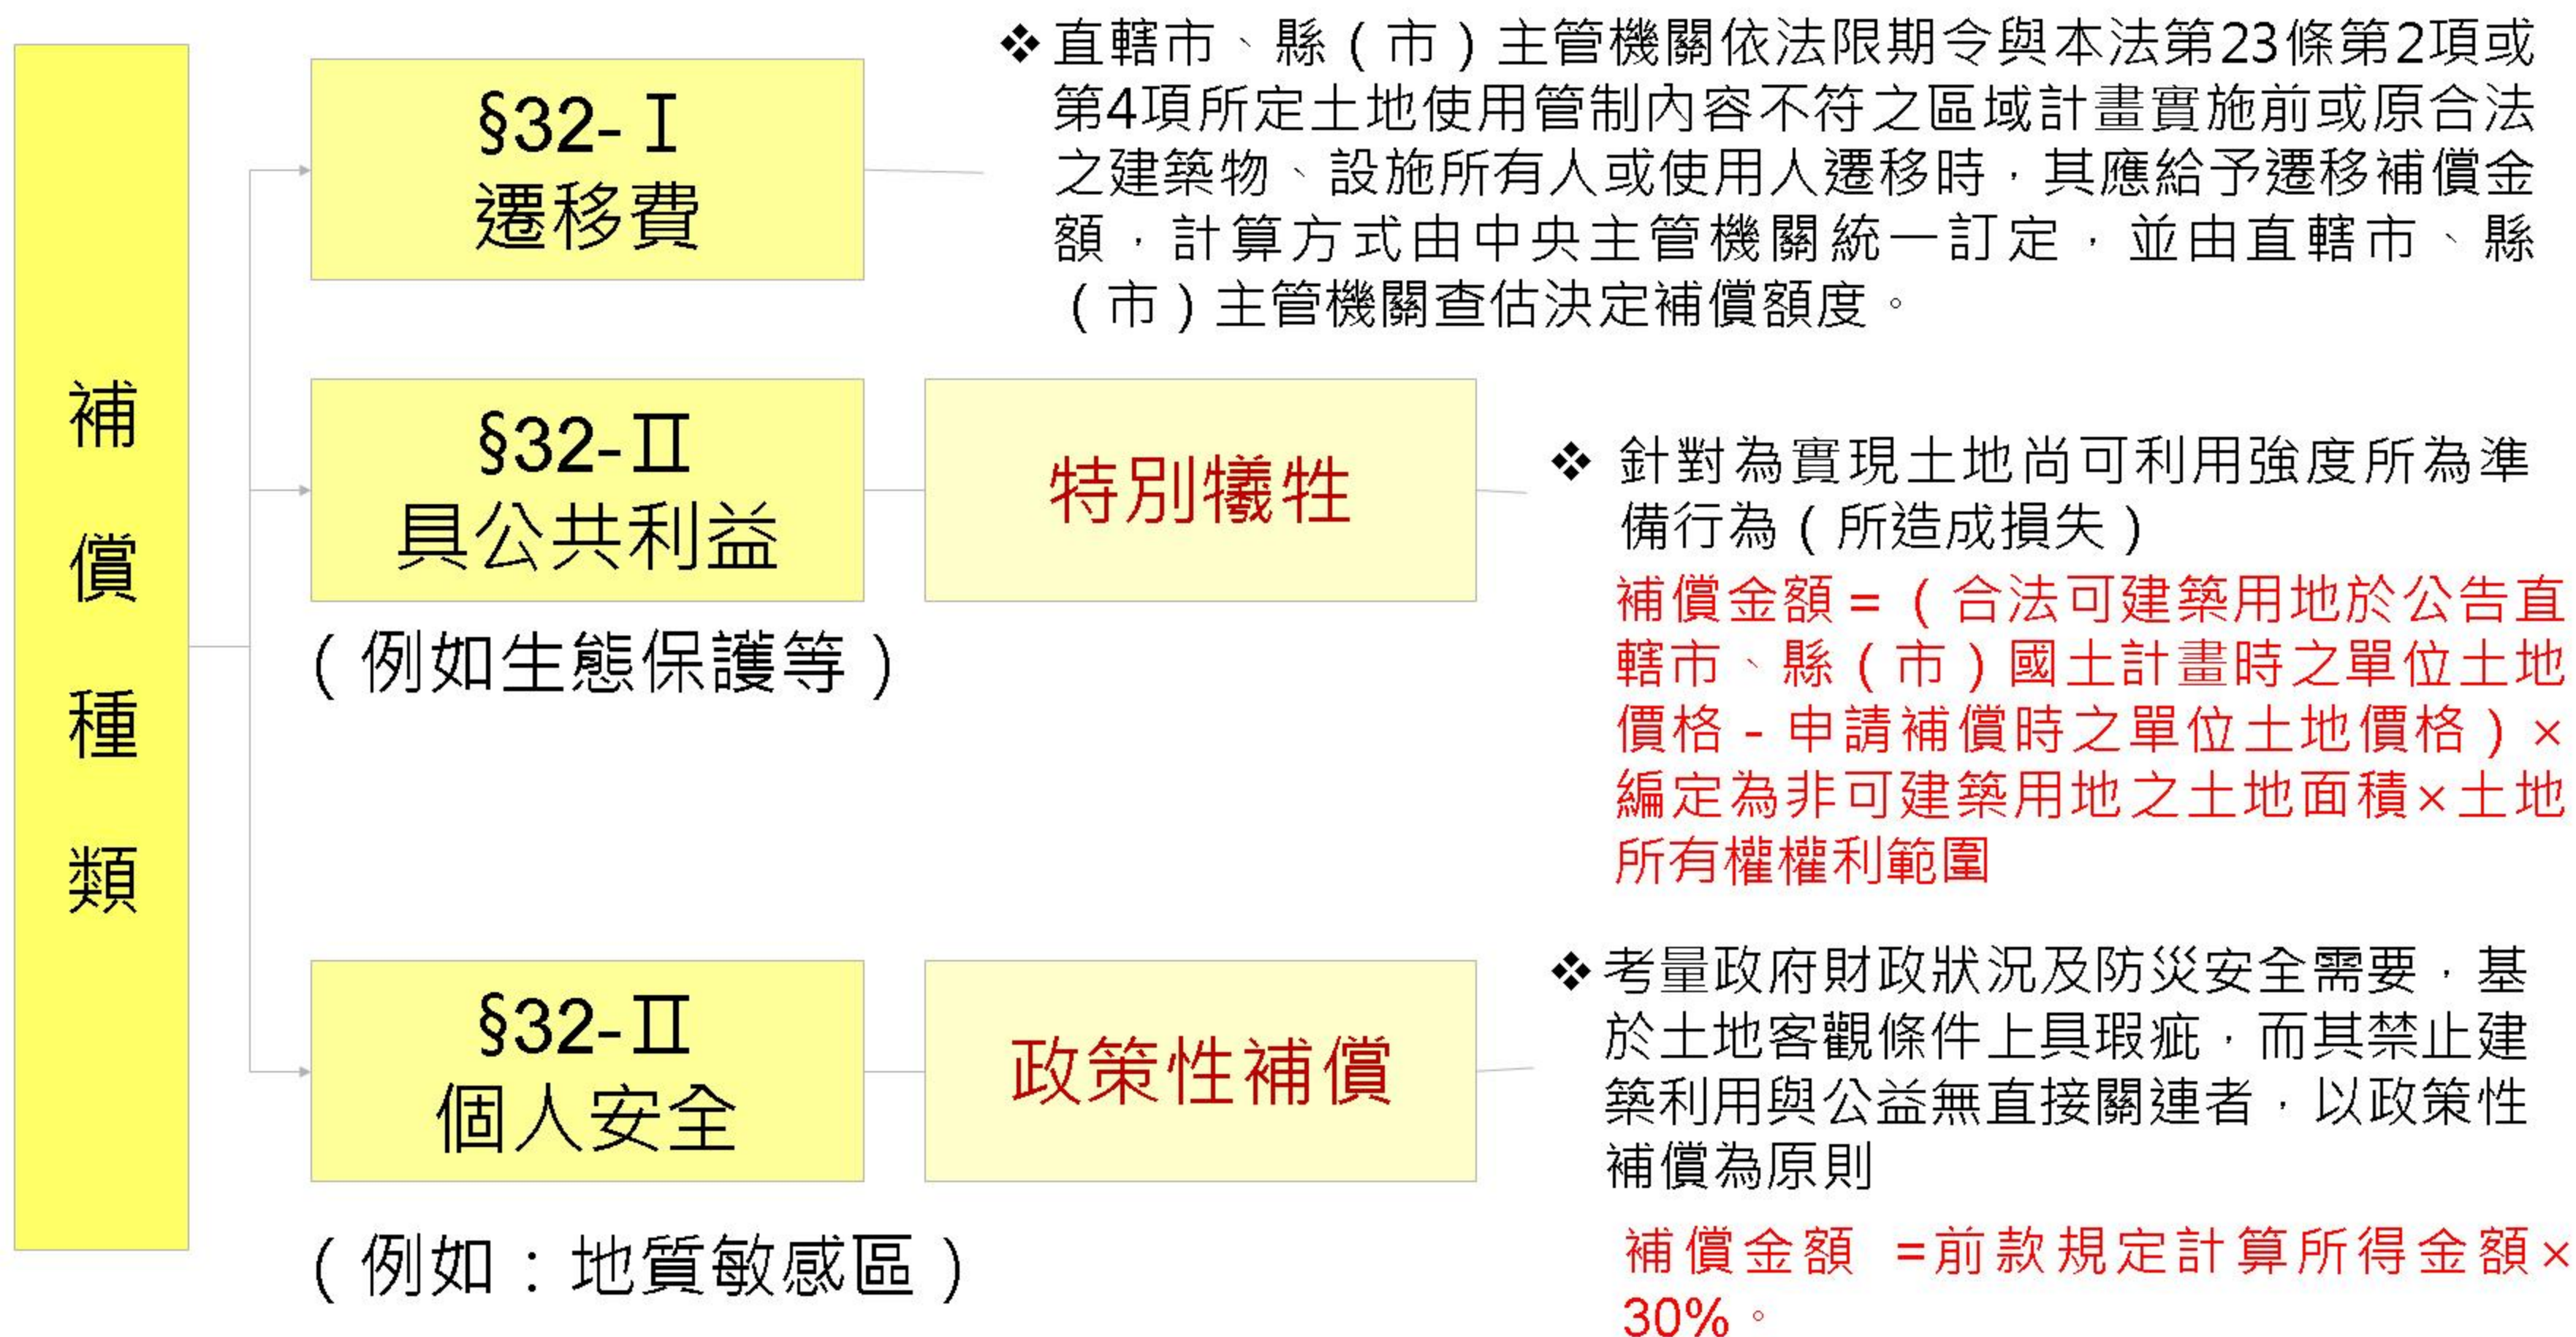 補
償
種
類
§32-Ⅰ
遷移費
❖直轄市、縣（市）主管機關依法限期令與本法第23條第2項或
第4項所定土地使用管制內容不符之區域計畫實施前或原合法
之建築物、設施所有人或使用人遷移時，其應給予遷移補償金
額，計算方式由中央主管機關統一訂定，並由直轄市、縣
（市）主管機關查估決定補償額度。
§32-Ⅱ
具公共利益
（例如生態保護等）
特別犧牲
❖ 針對為實現土地尚可利用強度所為準
備行為（所造成損失）
補償金額=（合法可建築用地於公告直
轄市、縣（市）國土計畫時之單位土地
價格-申請補償時之單位土地價格）×
編定為非可建築用地之土地面積×土地
所有權權利範圍
§32-Ⅱ
個人安全
（例如：地質敏感區）
政策性補償
❖考量政府財政狀況及防災安全需要，基
於土地客觀條件上具瑕疵，而其禁止建
築利用與公益無直接關連者，以政策性
補償為原則
補償金額 =前款規定計算所得金額×
30%。